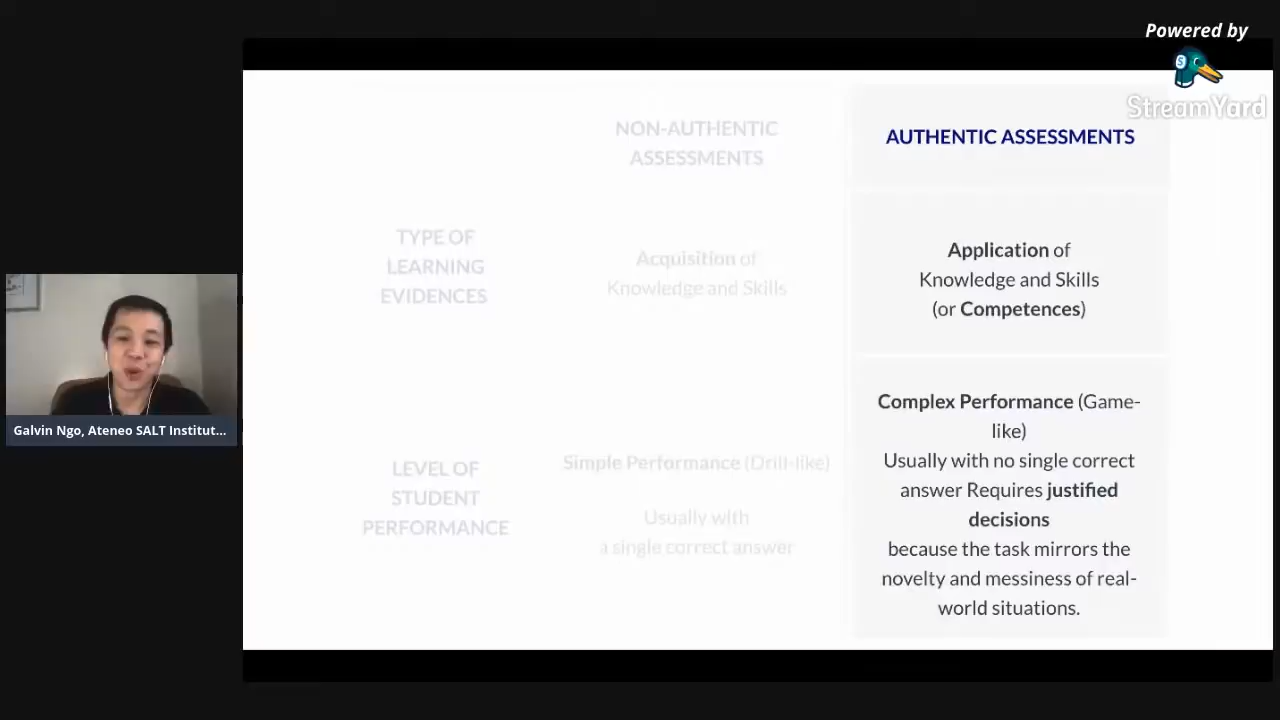 Powered by
StreamYard
NON-AUTHENTIC
ASSESSMENTS
AUTHENTIC ASSESSMENTS
TYPE OF
LEARNING
EVIDENCES
Acquisition of
Knowledge and Skills
Application of
Knowledge and Skills
(or Competences)
LEVEL OF
STUDENT
PERFORMANCE
Simple Performance (Drill-like)
Usually with
a single correct answer
Complex Performance (Game-
like)
Usually with no single correct
answer Requires justified
decisions
because the task mirrors the
novelty and messiness of real-
world situations.
Galvin Ngo, Ateneo SALT Institut...